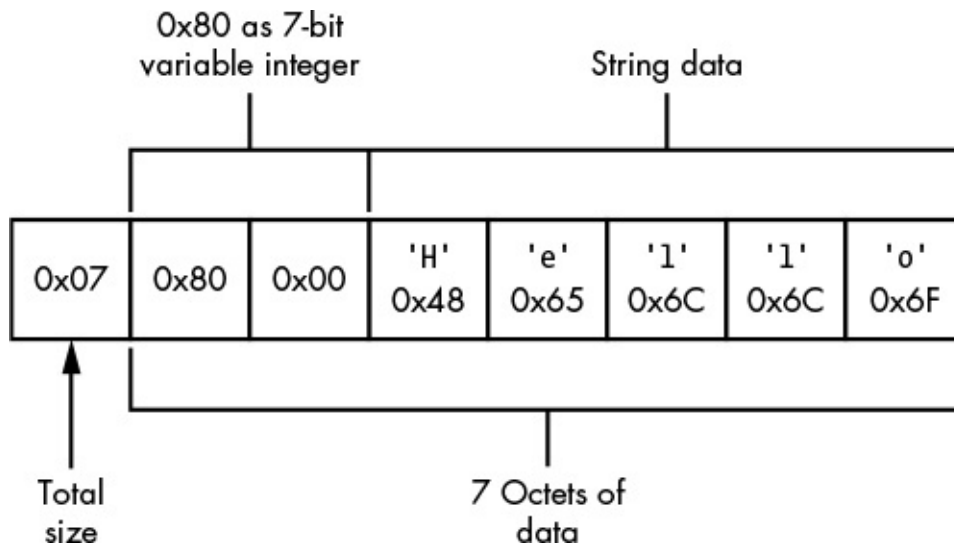 0x80 as 7-bit
variable integer
String data
0x07 0x80 0x00 'H' 'e' 'l' 'l' 'o'
0x48 0x65 0x6C 0x6C 0x6F
Total
size
7 Octets of
data